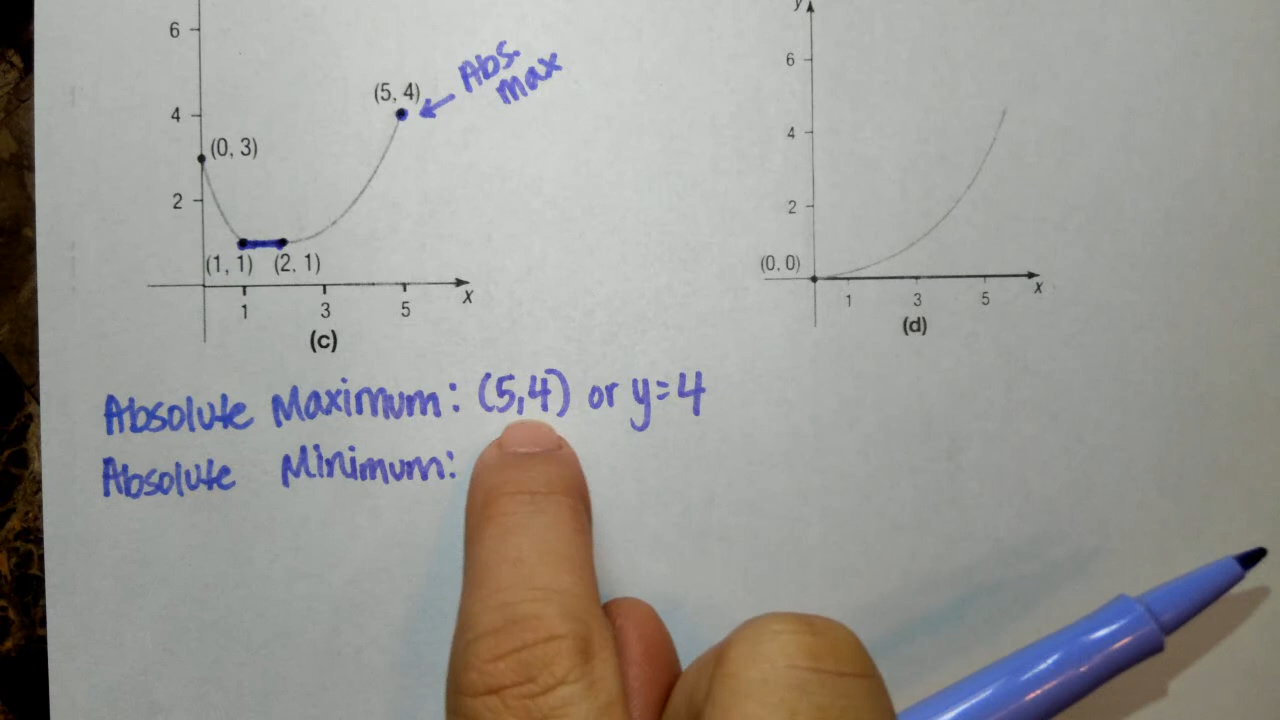 6
4
2
(0, 3)
(5, 4)
Abs.
max
(1, 1)
(2, 1)
1
3
5
x
(c)
y
6
4
2
(0, 0)
1
3
5
x
(d)
Absolute Maximum: (5,4) or y=4
Absolute Minimum: